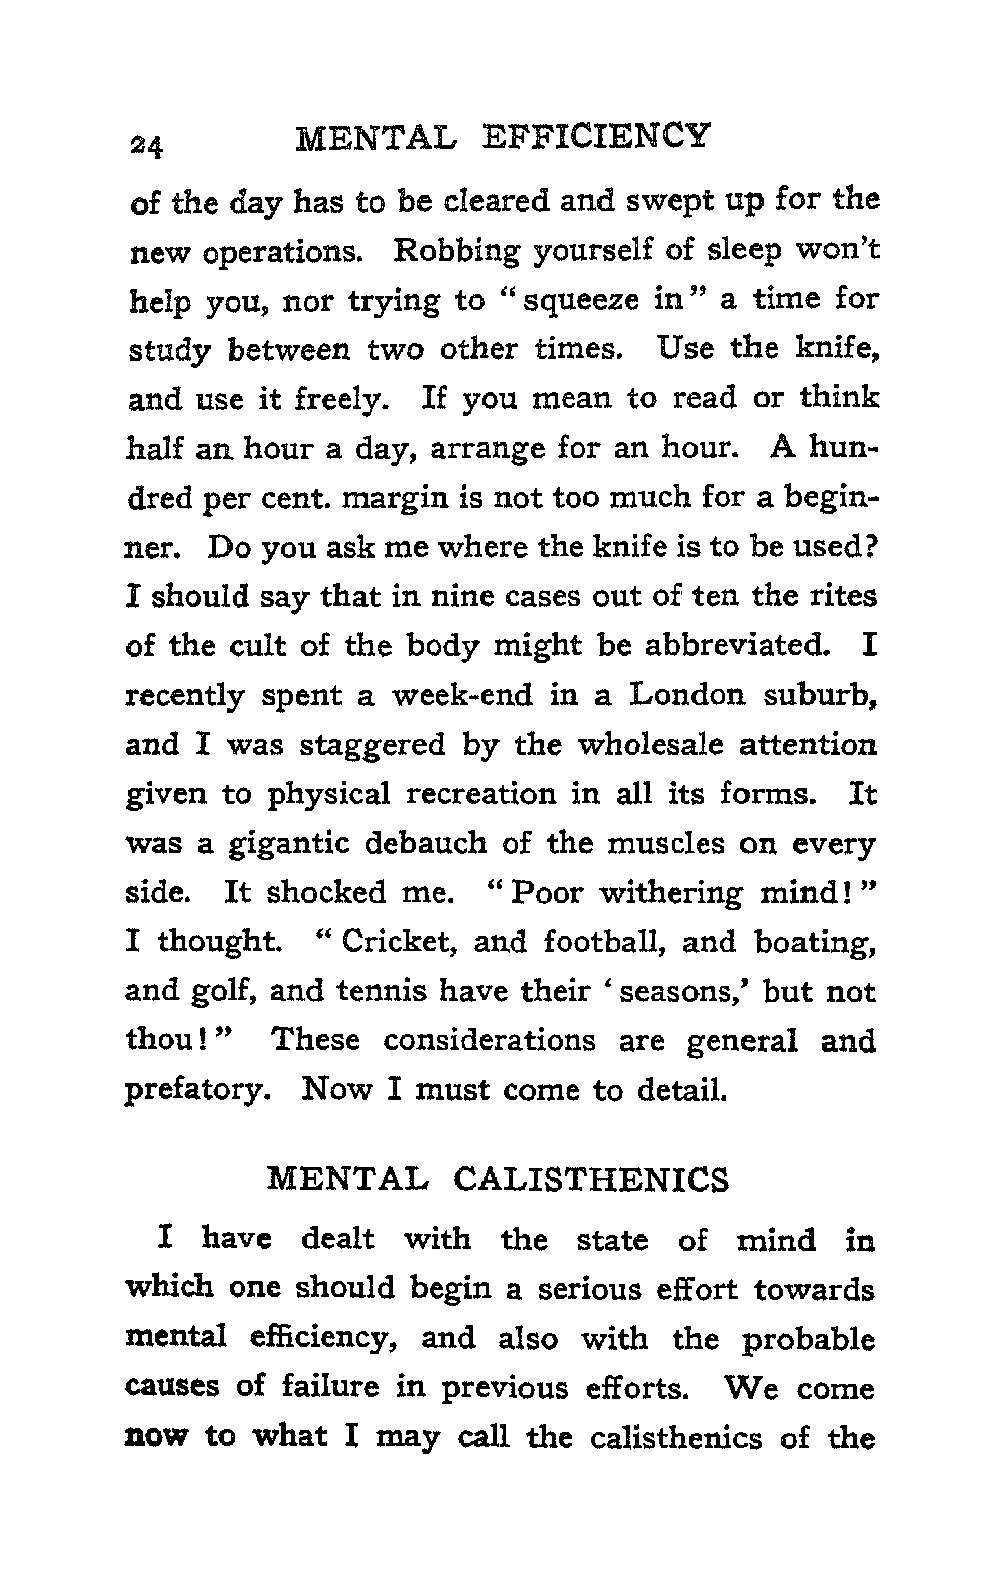 24 MENTAL EFFICIENCY
of the day has to be cleared and swept up for the
new operations. Robbing yourself of sleep won't
help you, nor trying to “squeeze in” a time for
study between two other times. Use the knife,
and use it freely. If you mean to read or think
half an hour a day, arrange for an hour. A hun-
dred per cent. margin is not too much for a begin-
ner. Do you ask me where the knife is to be used?
I should say that in nine cases out of ten the rites
of the cult of the body might be abbreviated. I
recently spent a week-end in a London suburb,
and I was staggered by the wholesale attention
given to physical recreation in all its forms. It
was a gigantic debauch of the muscles on every
side. It shocked me. “Poor withering mind!”
I thought. “Cricket, and football, and boating,
and golf, and tennis have their ‘seasons,’ but not
thou!” These considerations are general and
prefatory. Now I must come to detail.
MENTAL CALISTHENICS
I have dealt with the state of mind in
which one should begin a serious effort towards
mental efficiency, and also with the probable
causes of failure in previous efforts. We come
now to what I may call the calisthenics of the